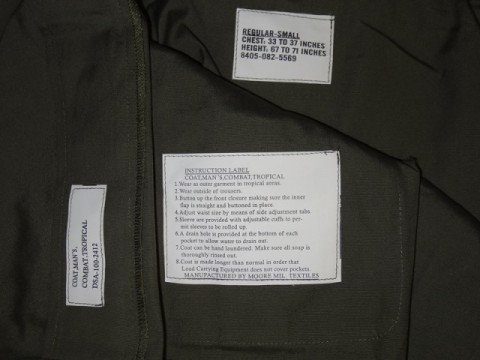 REGULAR-SMALL
CHEST: 33 TO 37 INCHES
HEIGHT: 67 TO 71 INCHES
8405-082-5569
INSTRUCTION LABEL
COAT,MAN'S,COMBAT,TROPICAL
1.Wear as outer garment in tropical areas.
2.Wear outside of trousers.
3.Button up the front closure making sure the inner
flap is straight and buttoned in place.
4.Adjust waist size by means of side adjustment tabs.
5.Sleeve are provided with adjustable cuffs to per-
mit sleeves to be rolled up.
6.A drain hole is provided at the bottom of each
pocket to allow water to drain out.
7.Coat can be hand laundered. Make sure all soap is
thoroughly rinsed out.
8.Coat is made longer than normal in order that
Load Carrying Equipment does not cover pockets.
MANUFACTURED BY MOORE MIL. TEXTILES
COAT,MAN'S,
COMBAT,TROPICAL
DSA-100-2412